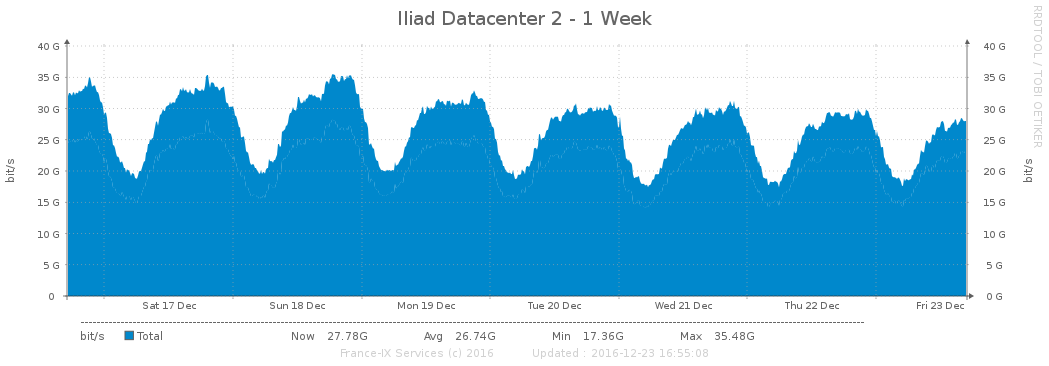 Iliad Datacenter 2 - 1 Week
RRDTOOL / TOBI OETIKER
40 G 40 G
35 G 35 G
30 G 30 G
25 G 25 G
20 G 20 G
15 G 15 G
10 G 10 G
5 G 5 G
0 0 G
bit/s
bit/s
Sat 17 Dec Sun 18 Dec Mon 19 Dec Tue 20 Dec Wed 21 Dec Thu 22 Dec Fri 23 Dec
bit/s Total Now 27.78G Avg 26.74G Min 17.36G Max 35.48G
France-IX Services (c) 2016 Updated : 2016-12-23 16:55:08